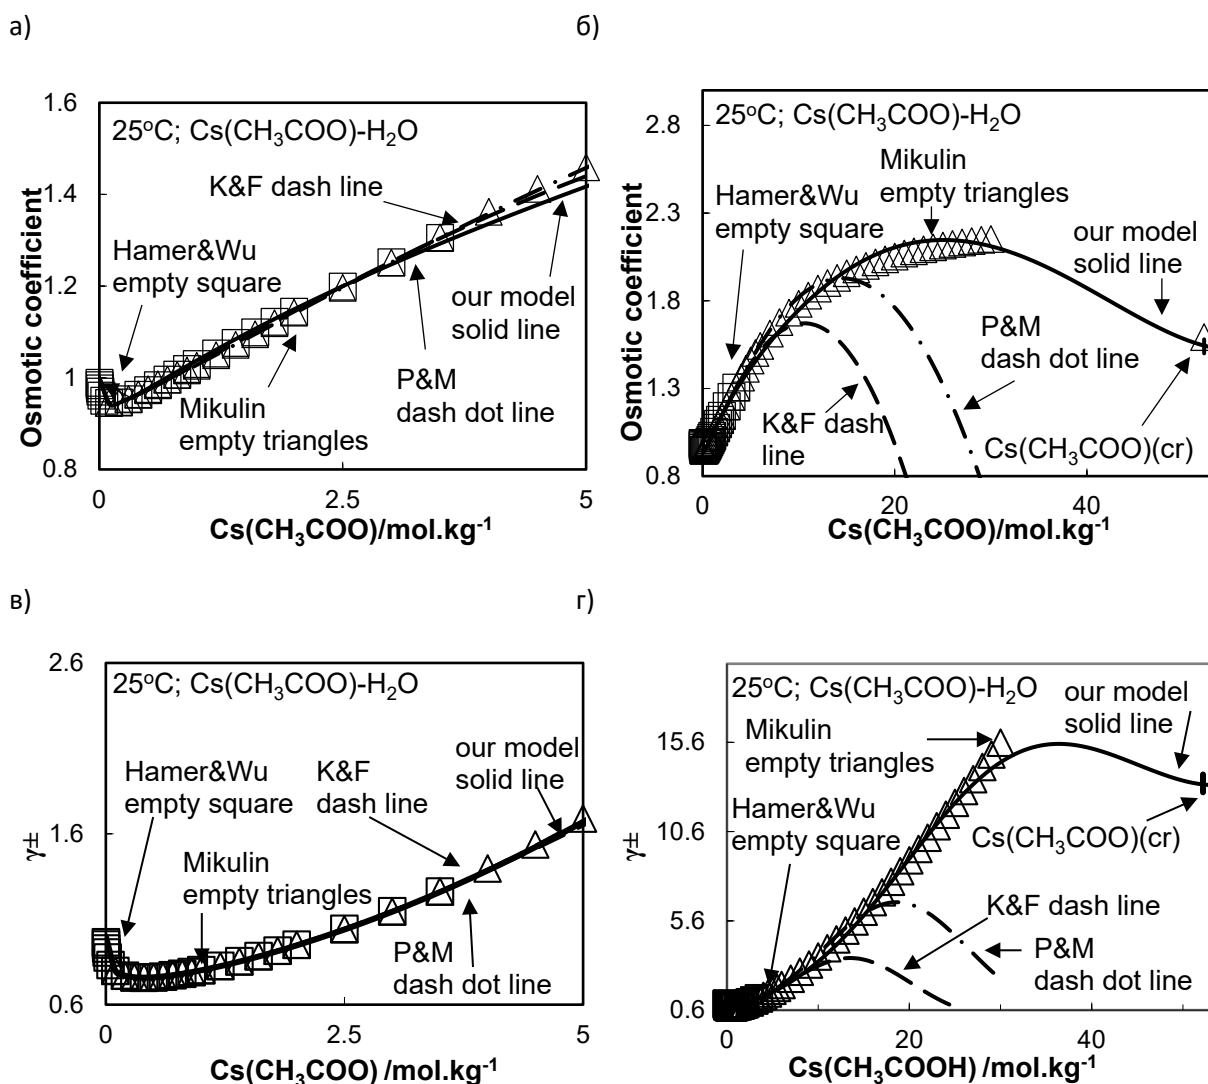 а)
1.6
1.4
1.2
1
0.8
Osmotic coefficient
25°C; Cs(CH₃COO)-H₂O
K&F dash line
Hamer&Wu
empty square
our model
solid line
P&M
dash dot line
Mikulin
empty triangles
0
2.5
5
Cs(CH₃COO)/mol.kg⁻¹
б)
2.8
2.3
1.8
1.3
0.8
Osmotic coefficient
25°C; Cs(CH₃COO)-H₂O
Mikulin
empty triangles
Hamer&Wu
empty square
our model
solid line
P&M
dash dot line
K&F dash
line
Cs(CH₃COO)(cr)
0
20
40
Cs(CH₃COO)/mol.kg⁻¹
в)
2.6
1.6
0.6
γ±
25°C; Cs(CH₃COO)-H₂O
our model
solid line
K&F
dash line
Hamer&Wu
empty square
Mikulin
empty triangles
P&M
dash dot line
0
2.5
5
Cs(CH₃COO) /mol.kg⁻¹
г)
15.6
10.6
5.6
0.6
γ±
25°C; Cs(CH₃COO)-H₂O
our model
solid line
Mikulin
empty triangles
Hamer&Wu
empty square
Cs(CH₃COO)(cr)
K&F dash line
P&M
dash dot line
0
20
40
Cs(CH₃COOH) /mol.kg⁻¹